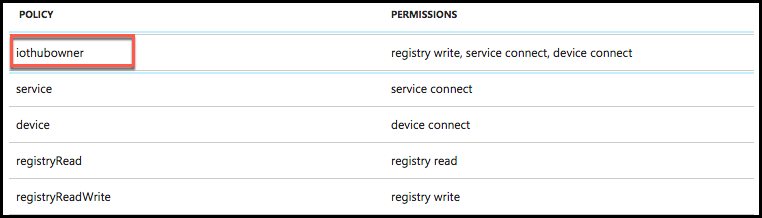 POLICY PERMISSIONS
iothubowner registry write, service connect, device connect
service service connect
device device connect
registryRead registry read
registryReadWrite registry write